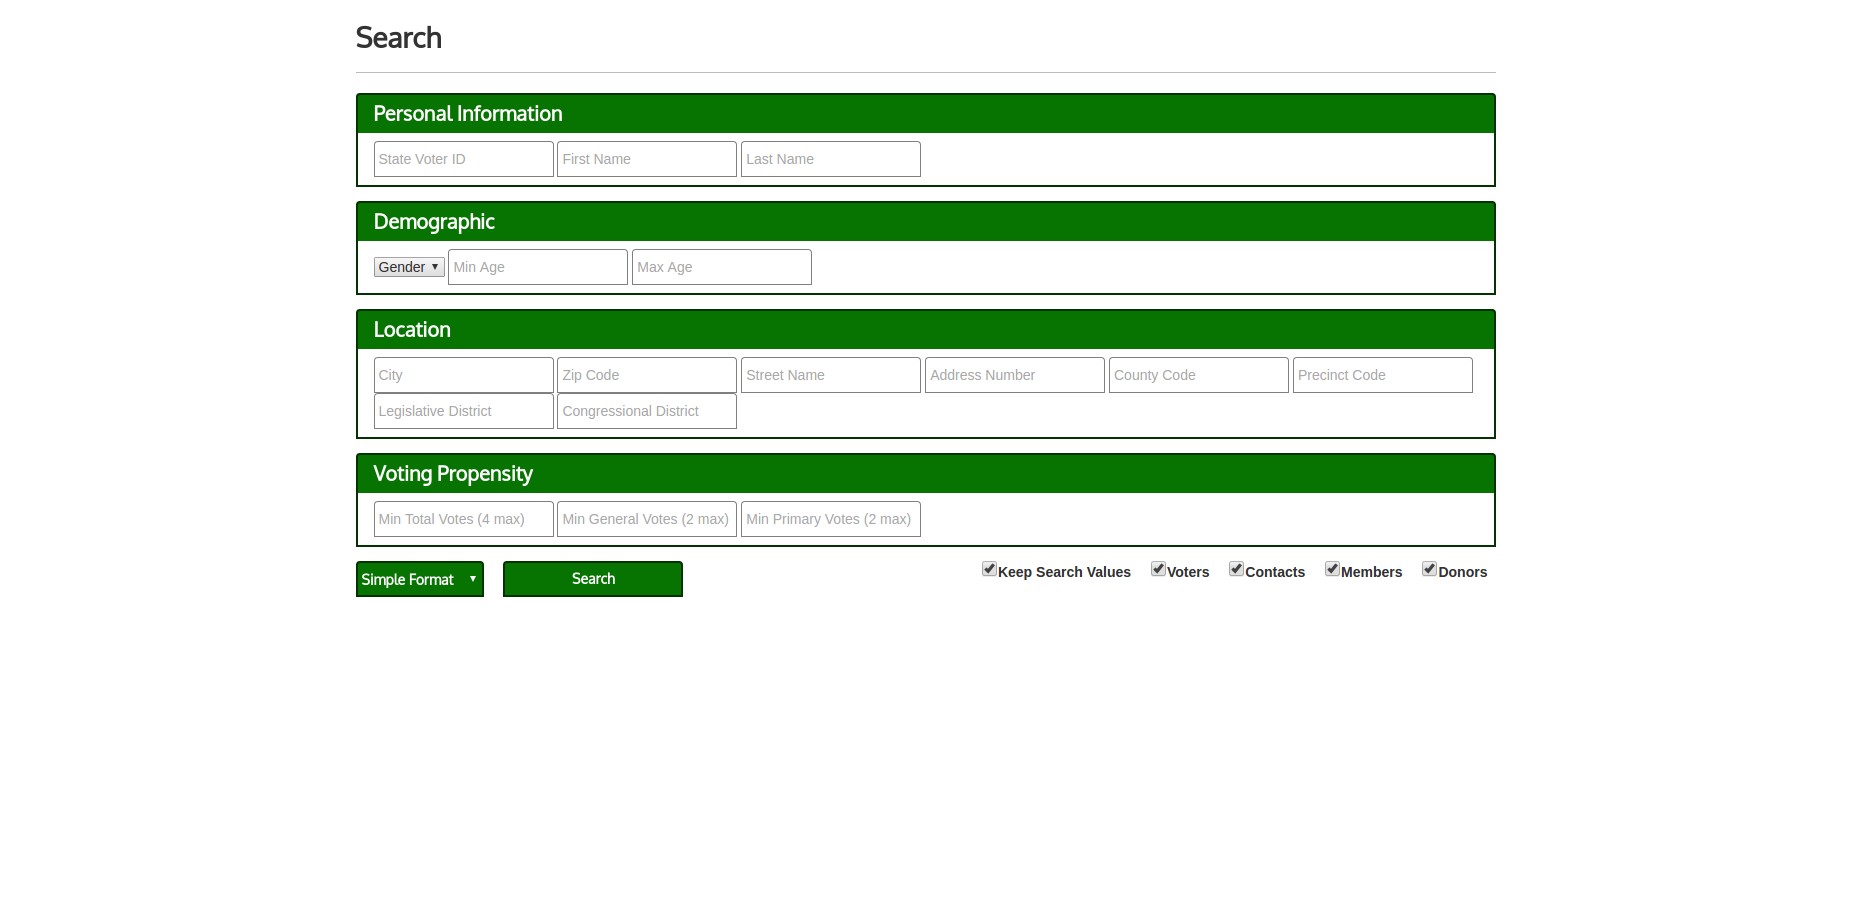 Search
Personal Information
State Voter ID First Name Last Name
Demographic
Gender Min Age Max Age
Location
City Zip Code Street Name Address Number County Code Precinct Code
Legislative District Congressional District
Voting Propensity
Min Total Votes (4 max) Min General Votes (2 max) Min Primary Votes (2 max)
Simple Format Search Keep Search Values Voters Contacts Members Donors